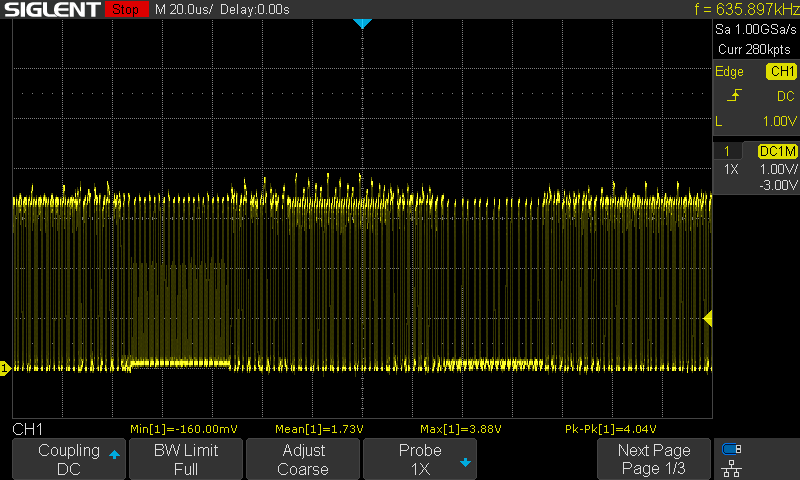 SIGLENT Stop M 20.0us/ Delay:0.00s f = 635.897kHz
Sa 1.00GSa/s
Curr 280kpts
Edge CH1
DC
L 1.00V
1 DC1M
1X 1.00V/
-3.00V
1
CH1 Min[1]=-160.00mV Mean[1]=1.73V Max[1]=3.88V Pk-Pk[1]=4.04V
Coupling BW Limit Adjust Probe Next Page
DC Full Coarse 1X Page 1/3